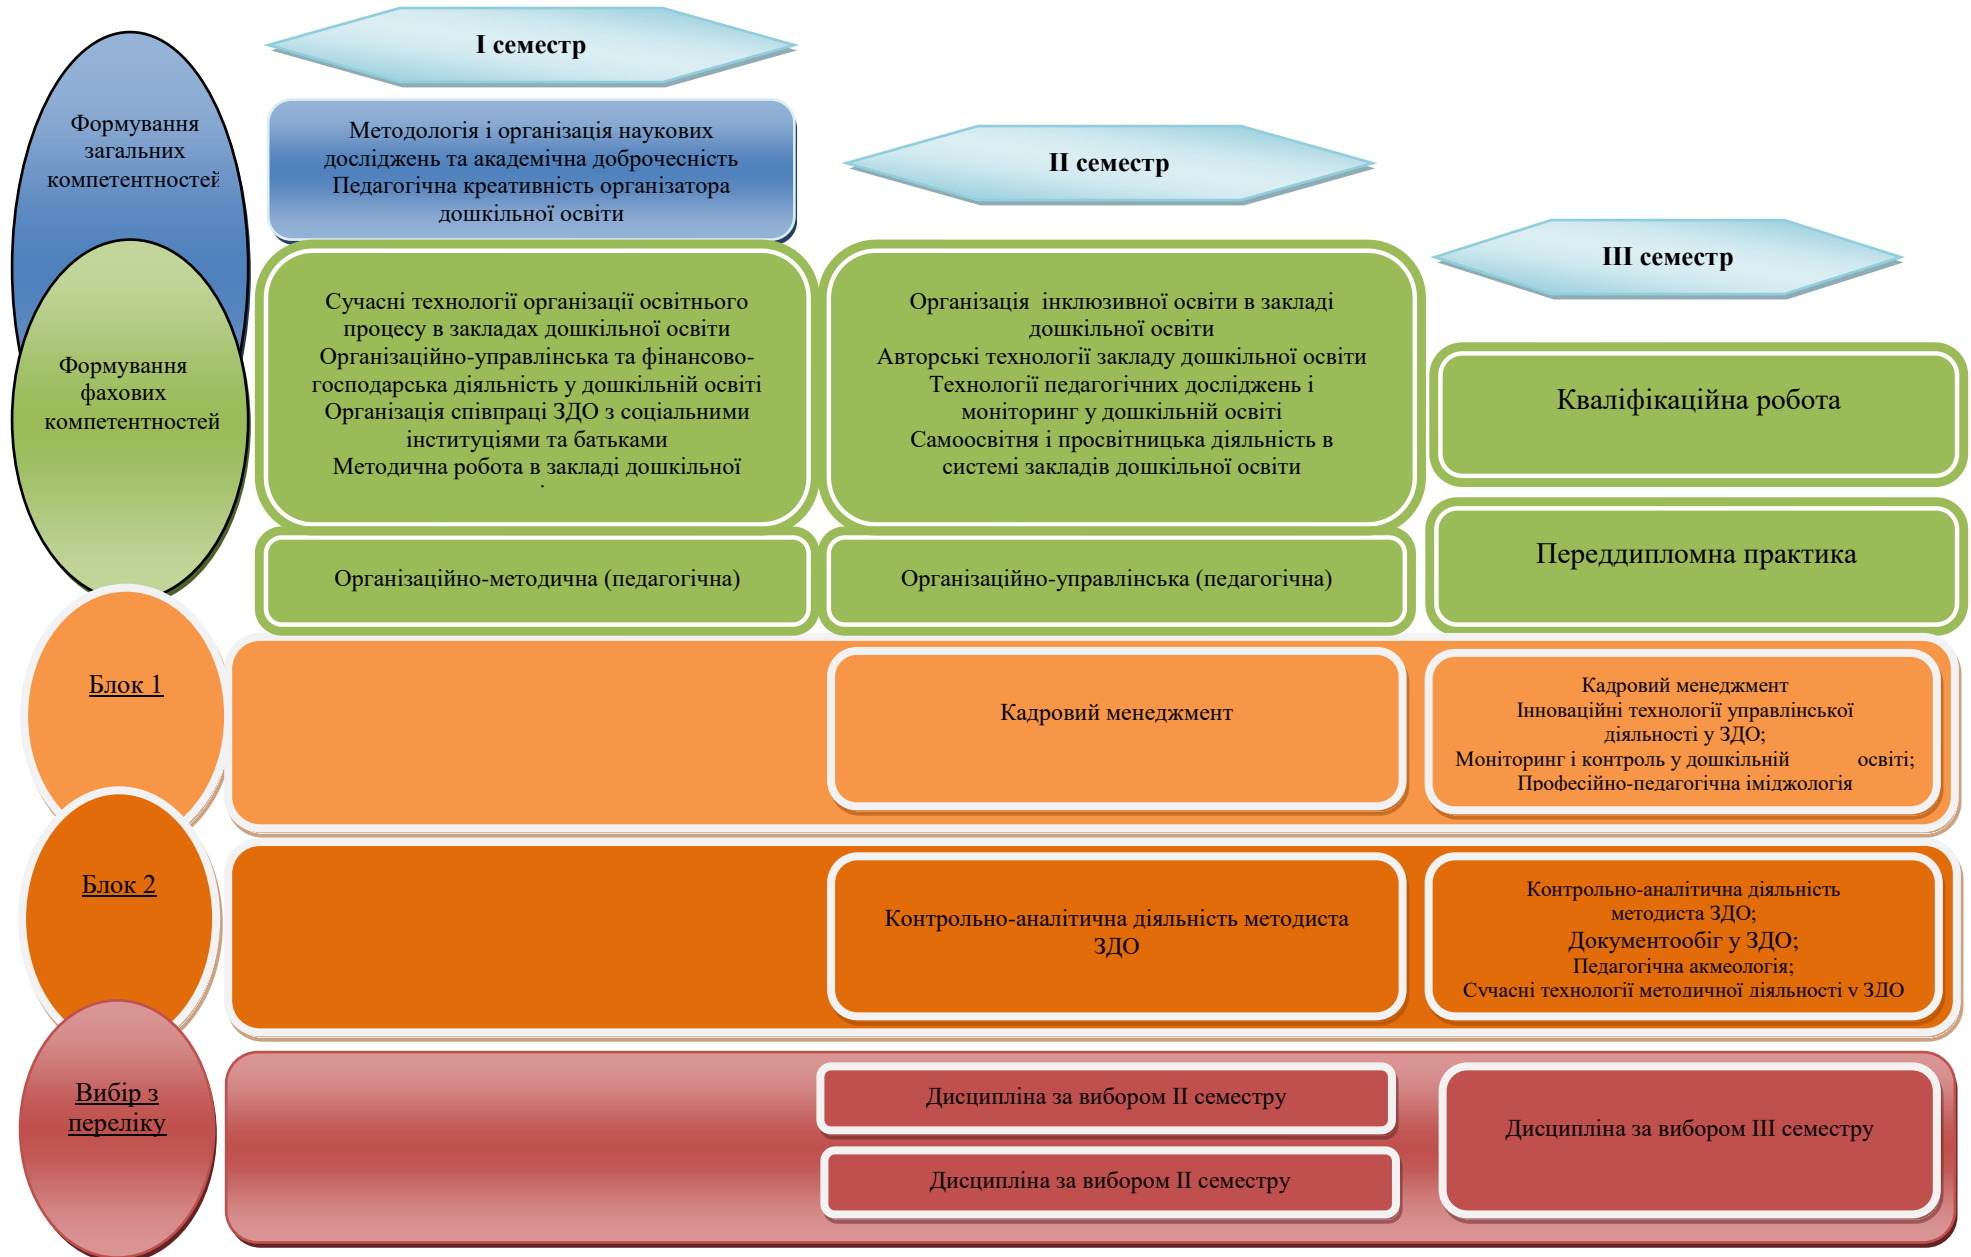 I семестр
Формування
загальних
компетентностей
Методологія і організація наукових
досліджень та академічна доброчесність
Педагогічна креативність організатора
дошкільної освіти
II семестр
III семестр
Формування
фахових
компетентностей
Сучасні технології організації освітнього
процесу в закладах дошкільної освіти
Організаційно-управлінська та фінансово-
господарська діяльність у дошкільній освіті
Організація співпраці ЗДО з соціальними
інституціями та батьками
Методична робота в закладі дошкільної
Організація інклюзивної освіти в закладі
дошкільної освіти
Авторські технології закладу дошкільної освіти
Технології педагогічних досліджень і
моніторинг у дошкільній освіті
Самоосвітня і просвітницька діяльність в
системі закладів дошкільної освіти
Кваліфікаційна робота
Організаційно-методична (педагогічна)
Організаційно-управлінська (педагогічна)
Переддипломна практика
Блок 1
Кадровий менеджмент
Кадровий менеджмент
Інноваційні технології управлінської
діяльності у ЗДО;
Моніторинг і контроль у дошкільній освіті;
Професійно-педагогічна іміджологія
Блок 2
Контрольно-аналітична діяльність методиста
ЗДО
Контрольно-аналітична діяльність
методиста ЗДО;
Документообіг у ЗДО;
Педагогічна акмеологія;
Сучасні технології методичної діяльності у ЗДО
Вибір з
переліку
Дисципліна за вибором II семестру
Дисципліна за вибором II семестру
Дисципліна за вибором III семестру